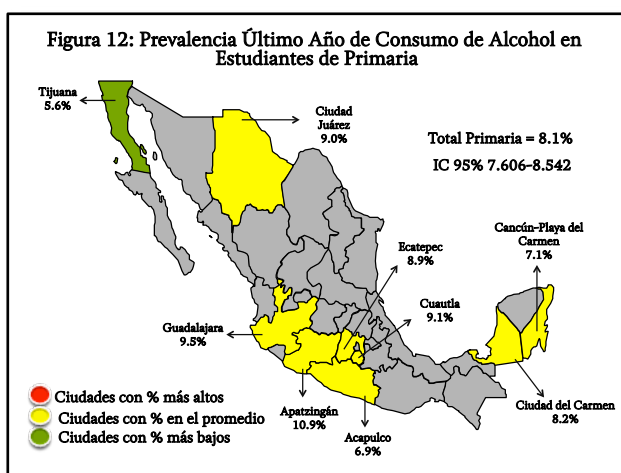 Figura 12: Prevalencia Último Año de Consumo de Alcohol en
Estudiantes de Primaria
Tijuana
5.6%
Ciudad
Juárez
9.0%
Total Primaria = 8.1%
IC 95% 7.606-8.542
Cancún-Playa del
Carmen
7.1%
Ecatepec
8.9%
Cuautla
9.1%
Guadalajara
9.5%
Ciudades con % más altos
Ciudades con % en el promedio
Ciudades con % más bajos
Apatzingán
10.9%
Acapulco
6.9%
Ciudad del Carmen
8.2%